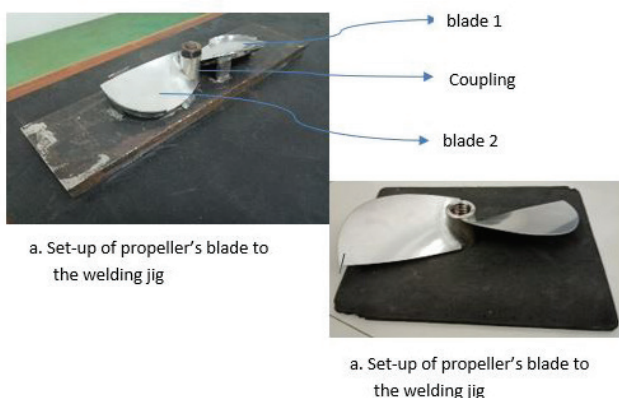 blade 1
Coupling
blade 2
a. Set-up of propeller’s blade to
the welding jig
a. Set-up of propeller’s blade to
the welding jig